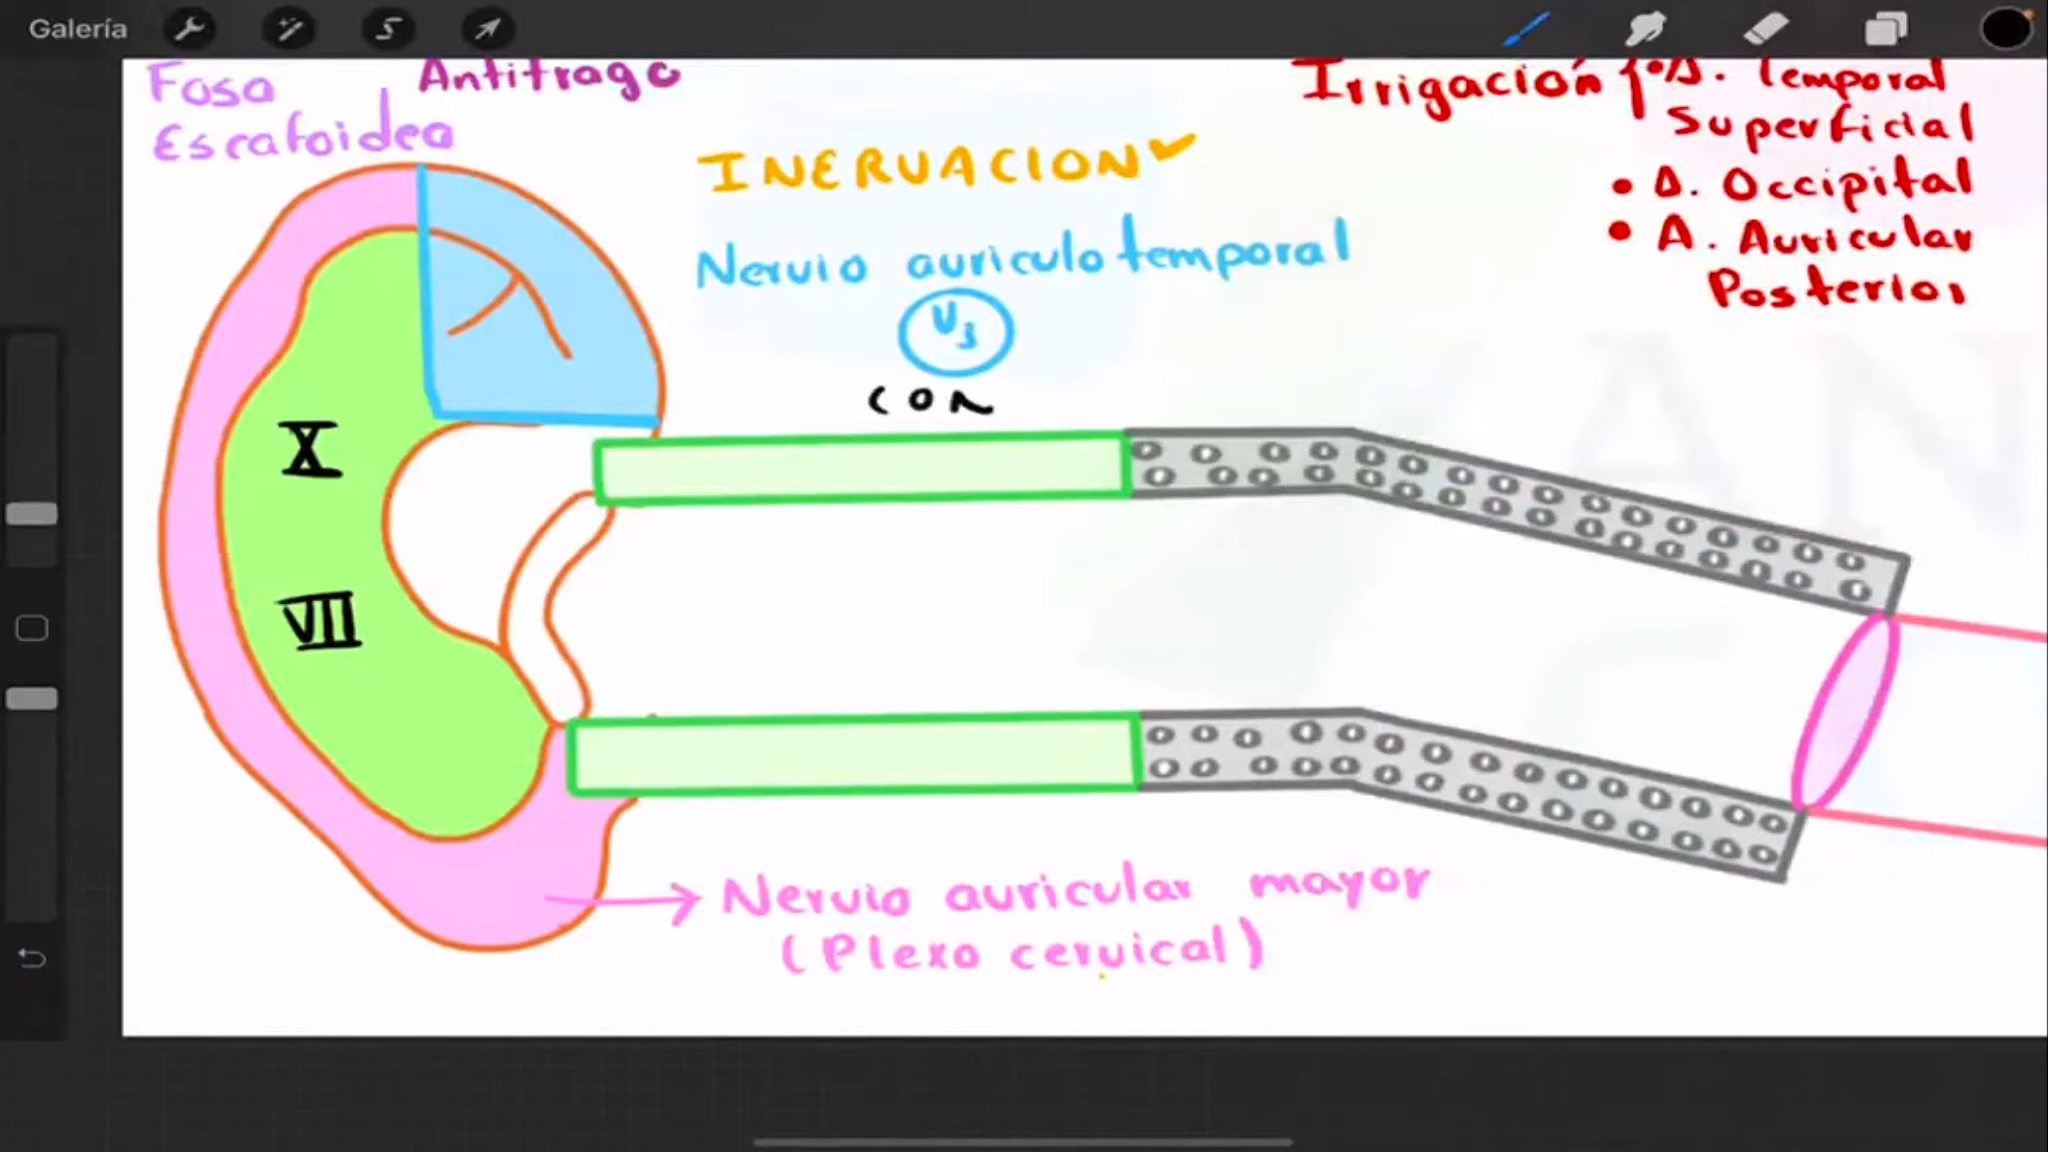 Galería
Fosa
Escafoidea
Antitrago
Irrigación
A. Temporal
Superficial
• A. Occipital
• A. Auricular
Posterior
INERVACION
Nervio auriculotemporal
V3
con
X
VII
Nervio auricular mayor
(Plexo cervical)